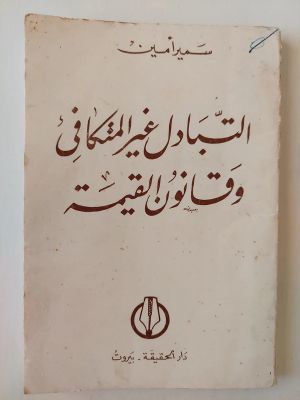 سمير أمين
التبادل غير المتكافئ
وقانون القيمة
دار الحقيقة - بيروت